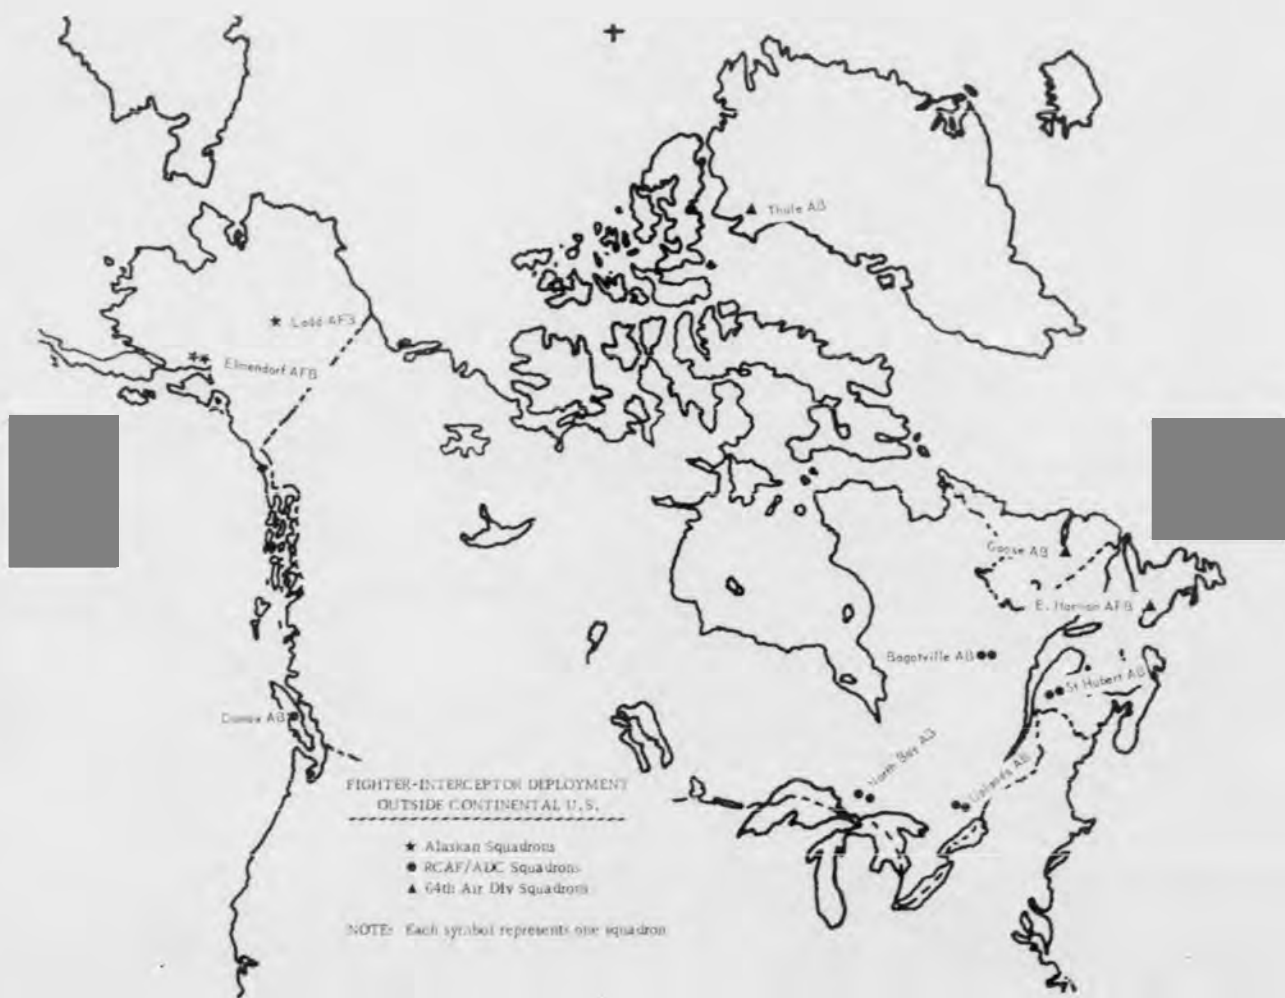 Thule AB
Ladd AFB
Elmendorf AFB
Goose AB
E. Harmon AFB
Bagotville AB
St Hubert AB
Comox AB
North Bay AB
Uplands AB
FIGHTER-INTERCEPTOR DEPLOYMENT
OUTSIDE CONTINENTAL U.S.
★ Alaskan Squadrons
● RCAF/ADC Squadrons
▲ 64th Air Div Squadrons
NOTE: Each symbol represents one squadron